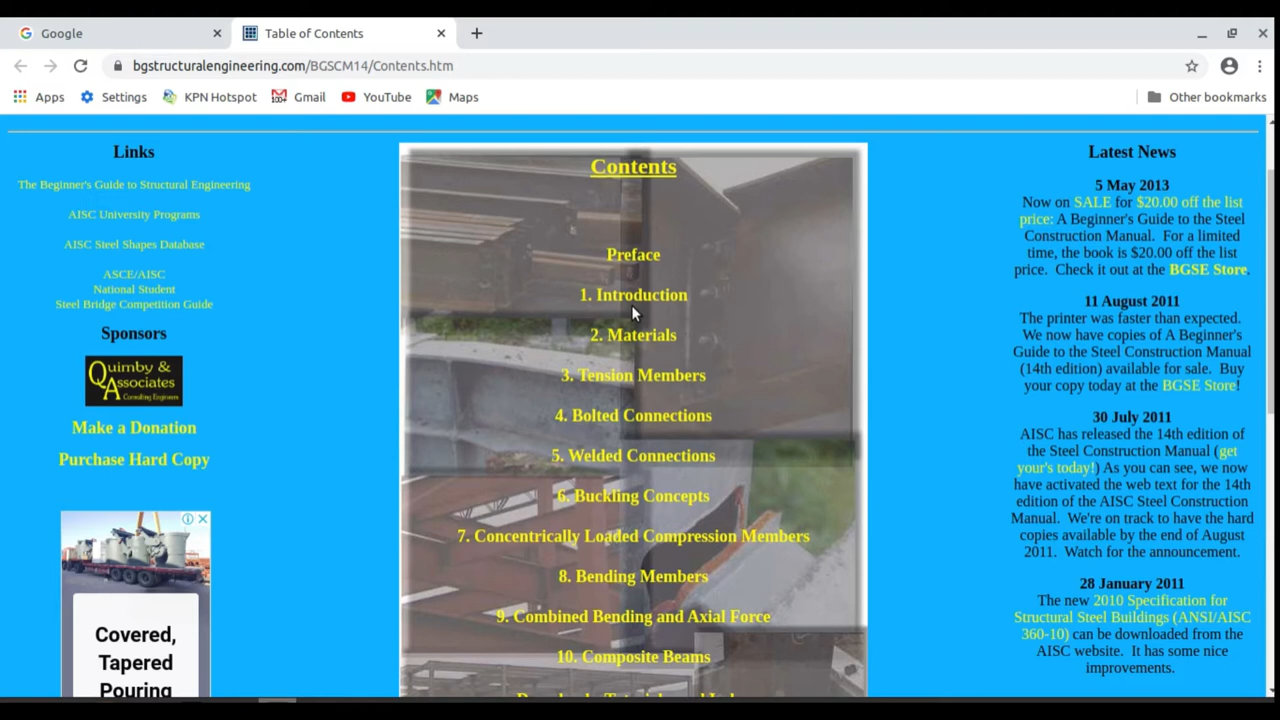 Google
Table of Contents
bgstructuralengineering.com/BGSCM14/Contents.htm
Apps
Settings
KPN Hotspot
Gmail
YouTube
Maps
Other bookmarks
Links
The Beginner's Guide to Structural Engineering
AISC University Programs
AISC Steel Shapes Database
ASCE/AISC
National Student
Steel Bridge Competition Guide
Sponsors
Quimby &
Associates
Consulting Engineers
Make a Donation
Purchase Hard Copy
Covered,
Tapered
Pouring
Contents
Preface
1. Introduction
2. Materials
3. Tension Members
4. Bolted Connections
5. Welded Connections
6. Buckling Concepts
7. Concentrically Loaded Compression Members
8. Bending Members
9. Combined Bending and Axial Force
10. Composite Beams
Latest News
5 May 2013
Now on SALE for $20.00 off the list
price: A Beginner's Guide to the Steel
Construction Manual. For a limited
time, the book is $20.00 off the list
price. Check it out at the BGSE Store.
11 August 2011
The printer was faster than expected.
We now have copies of A Beginner's
Guide to the Steel Construction Manual
(14th edition) available for sale. Buy
your copy today at the BGSE Store!
30 July 2011
AISC has released the 14th edition of
the Steel Construction Manual (get
your's today!) As you can see, we now
have activated the web text for the 14th
edition of the AISC Steel Construction
Manual. We're on track to have the hard
copies available by the end of August
2011. Watch for the announcement.
28 January 2011
The new 2010 Specification for
Structural Steel Buildings (ANSI/AISC
360-10) can be downloaded from the
AISC website. It has some nice
improvements.